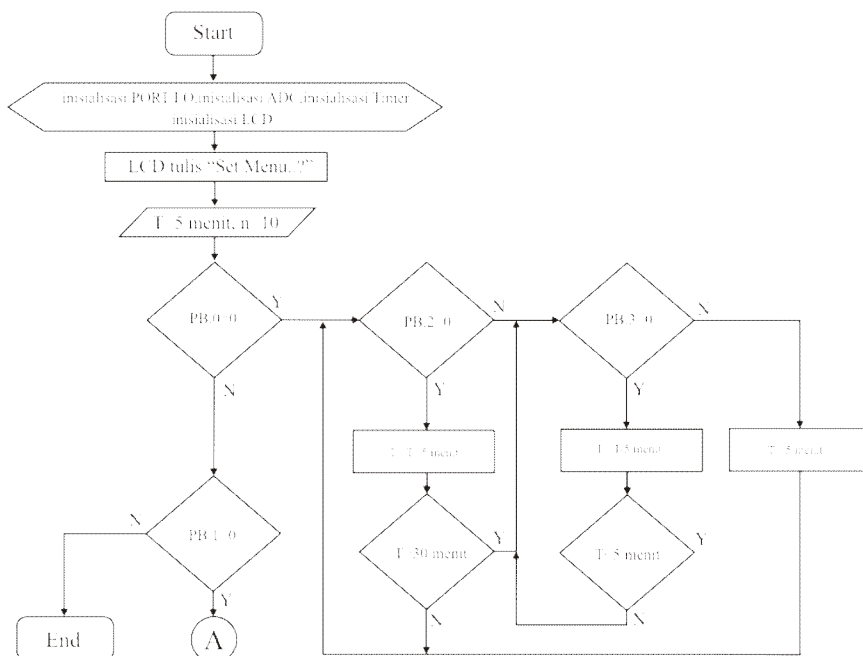 Start
inisialisasi PORT I/O,inisialisasi ADC,inisialisasi Timer
inisialisasi LCD
LCD tulis “Set Menu..?”
T=5 menit, n=10
PB.0=0
Y
N
PB.2=0
N
Y
PB.3=0
N
Y
menit
T=T-5 menit
T=5 menit
PB.1=0
N
Y
T=30 menit
Y
N
T=5 menit
Y
N
End
A